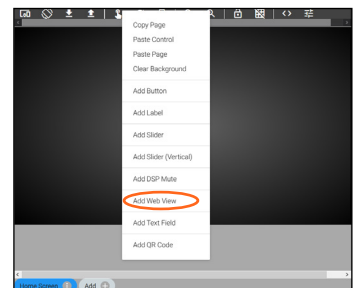 Copy Page
Paste Control
Paste Page
Clear Background
Add Button
Add Label
Add Slider
Add Slider (Vertical)
Add DSP Mute
Add Web View
Add Text Field
Add QR Code
Home Screen
Add